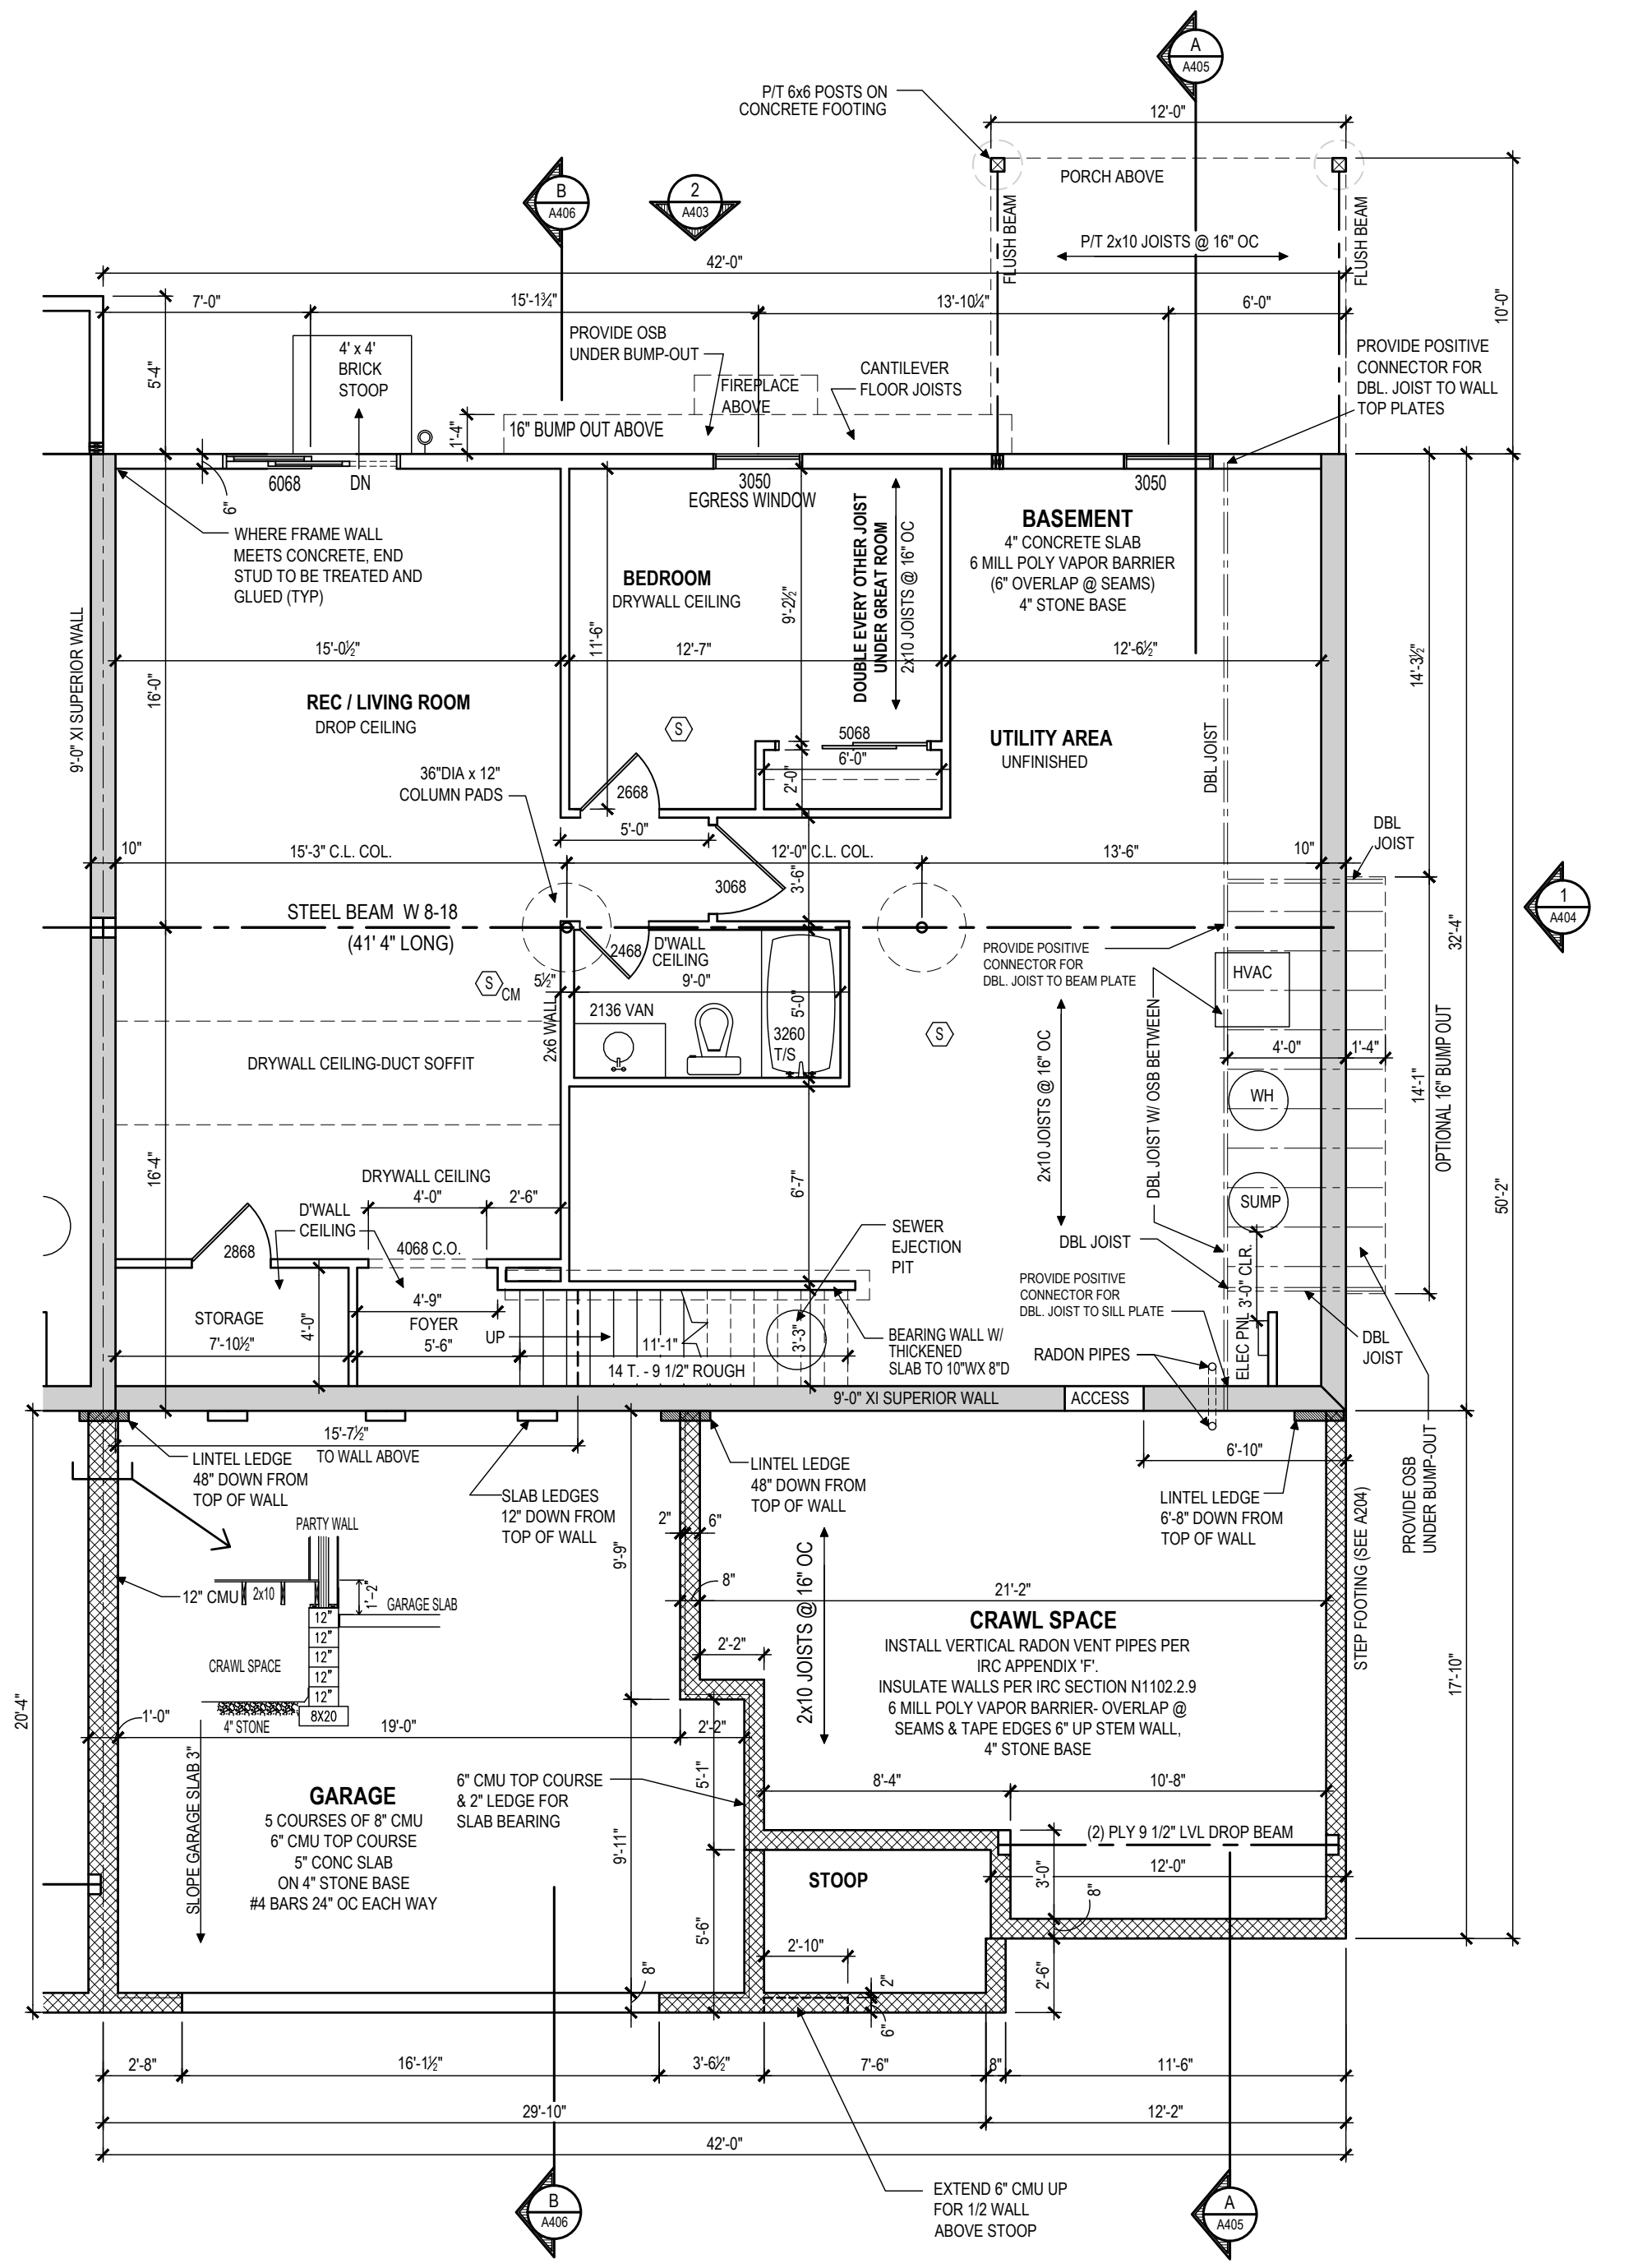 A
A405
P/T 6x6 POSTS ON
CONCRETE FOOTING
12'-0"
PORCH ABOVE
B
A406
2
A403
FLUSH BEAM
P/T 2x10 JOISTS @ 16" OC
FLUSH BEAM
42'-0"
7'-0"
15'-1¾"
13'-10¼"
6'-0"
10'-0"
5'-4"
4' x 4'
BRICK
STOOP
PROVIDE OSB
UNDER BUMP-OUT
FIREPLACE
ABOVE
CANTILEVER
FLOOR JOISTS
PROVIDE POSITIVE
CONNECTOR FOR
DBL. JOIST TO WALL
TOP PLATES
1'-4"
16" BUMP OUT ABOVE
6"
6068
DN
3050
EGRESS WINDOW
3050
WHERE FRAME WALL
MEETS CONCRETE, END
STUD TO BE TREATED AND
GLUED (TYP)
BEDROOM
DRYWALL CEILING
DOUBLE EVERY OTHER JOIST
UNDER GREAT ROOM
2x10 JOISTS @ 16" OC
BASEMENT
4" CONCRETE SLAB
6 MILL POLY VAPOR BARRIER
(6" OVERLAP @ SEAMS)
4" STONE BASE
9'-0" XI SUPERIOR WALL
16'-0"
15'-0½"
11'-6"
12'-7"
9'-2½"
12'-6½"
14'-3½"
REC / LIVING ROOM
DROP CEILING
S
5068
6'-0"
2'-0"
UTILITY AREA
UNFINISHED
DBL JOIST
36"DIA x 12"
COLUMN PADS
2668
5'-0"
10"
15'-3" C.L. COL.
12'-0" C.L. COL.
13'-6"
10"
DBL
JOIST
3068
3'-6"
1
A404
STEEL BEAM W 8-18
(41' 4" LONG)
2468
D'WALL
CEILING
9'-0"
5½"
S
CM
2x6 WALL
2136 VAN
5'-0"
3260
T/S
S
PROVIDE POSITIVE
CONNECTOR FOR
DBL. JOIST TO BEAM PLATE
HVAC
32'-4"
DRYWALL CEILING-DUCT SOFFIT
2x10 JOISTS @ 16" OC
DBL JOIST W/ OSB BETWEEN
4'-0"
1'-4"
WH
14'-1"
OPTIONAL 16" BUMP OUT
50'-2"
16'-4"
DRYWALL CEILING
4'-0"
2'-6"
6'-7"
SUMP
D'WALL
CEILING
2868
4068 C.O.
SEWER
EJECTION
PIT
DBL JOIST
ELEC PNL 3'-0" CLR.
PROVIDE POSITIVE
CONNECTOR FOR
DBL. JOIST TO SILL PLATE
STORAGE
7'-10½"
4'-0"
4'-9"
FOYER
5'-6"
UP
11'-1"
14 T. - 9 1/2" ROUGH
3'-3"
BEARING WALL W/
THICKENED
SLAB TO 10"WX 8"D
RADON PIPES
DBL
JOIST
9'-0" XI SUPERIOR WALL
ACCESS
15'-7½"
TO WALL ABOVE
6'-10"
LINTEL LEDGE
48" DOWN FROM
TOP OF WALL
SLAB LEDGES
12" DOWN FROM
TOP OF WALL
LINTEL LEDGE
48" DOWN FROM
TOP OF WALL
LINTEL LEDGE
6'-8" DOWN FROM
TOP OF WALL
PROVIDE OSB
UNDER BUMP-OUT
STEP FOOTING (SEE A204)
PARTY WALL
2"
6"
9'-9"
8"
2x10 JOISTS @ 16" OC
21'-2"
12" CMU
2x10
1'-2"
GARAGE SLAB
12"
12"
12"
12"
12"
8X20
CRAWL SPACE
4" STONE
CRAWL SPACE
INSTALL VERTICAL RADON VENT PIPES PER
IRC APPENDIX 'F'.
INSULATE WALLS PER IRC SECTION N1102.2.9
6 MILL POLY VAPOR BARRIER- OVERLAP @
SEAMS & TAPE EDGES 6" UP STEM WALL,
4" STONE BASE
2'-2"
17'-10"
20'-4"
1'-0"
19'-0"
2'-2"
SLOPE GARAGE SLAB 3"
GARAGE
5 COURSES OF 8" CMU
6" CMU TOP COURSE
5" CONC SLAB
ON 4" STONE BASE
#4 BARS 24" OC EACH WAY
6" CMU TOP COURSE
& 2" LEDGE FOR
SLAB BEARING
5'-1"
9'-11"
8'-4"
10'-8"
(2) PLY 9 1/2" LVL DROP BEAM
12'-0"
3'-0"
8"
STOOP
5'-6"
2'-10"
8"
2"
6"
2'-6"
2'-8"
16'-1½"
3'-6½"
7'-6"
8"
11'-6"
29'-10"
12'-2"
42'-0"
B
A406
EXTEND 6" CMU UP
FOR 1/2 WALL
ABOVE STOOP
A
A405